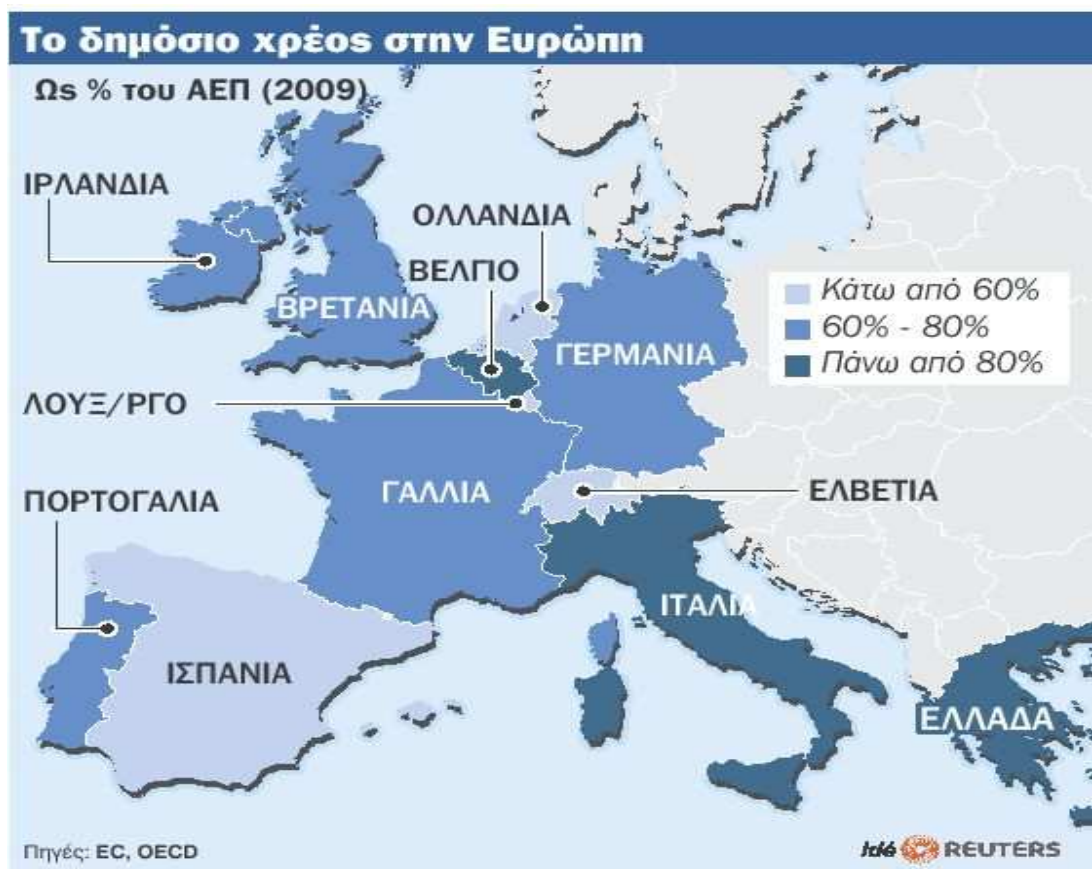 Το δημόσιο χρέος στην Ευρώπη
Ως % του ΑΕΠ (2009)
ΙΡΛΑΝΔΙΑ
ΟΛΛΑΝΔΙΑ
ΒΕΛΓΙΟ
ΒΡΕΤΑΝΙΑ
Κάτω από 60%
60% - 80%
Πάνω από 80%
ΓΕΡΜΑΝΙΑ
ΛΟΥΞ/ΡΓΟ
ΠΟΡΤΟΓΑΛΙΑ
ΓΑΛΛΙΑ
ΕΛΒΕΤΙΑ
ΙΤΑΛΙΑ
ΙΣΠΑΝΙΑ
ΕΛΛΑΔΑ
Πηγές: EC, OECD
REUTERS